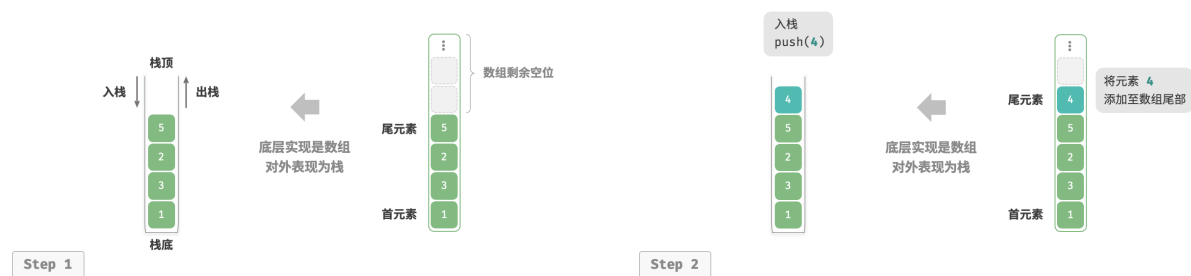 栈顶
入栈
出栈
5
2
3
1
栈底
底层实现是数组
对外表现为栈
数组剩余空位
尾元素
5
2
3
首元素
1
Step 1
入栈
push(4)
4
5
2
3
1
底层实现是数组
对外表现为栈
尾元素
4
5
2
3
首元素
1
将元素 4
添加至数组尾部
Step 2